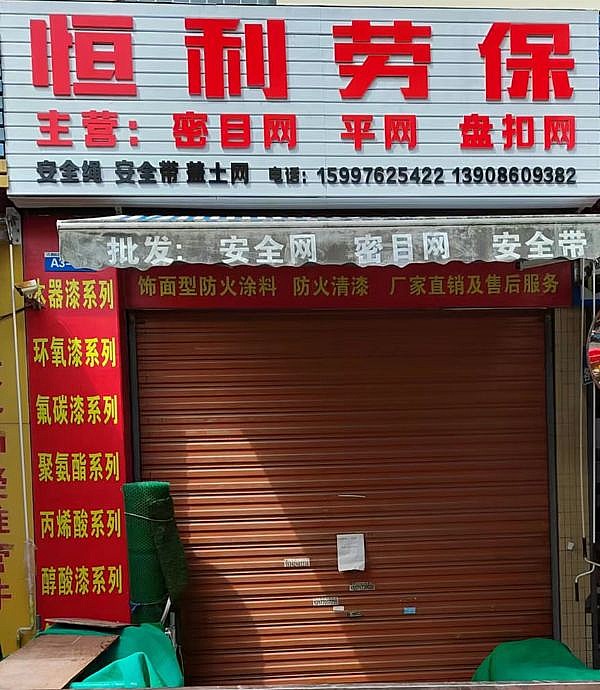 恒利劳保
主营：密目网 平网 盘扣网
安全绳 安全带 盖土网 电话：15997625422 13908609382
批发： 安全网 密目网 安全带
饰面型防火涂料 防火清漆 厂家直销及售后服务
木器漆系列
环氧漆系列
氟碳漆系列
聚氨酯系列
丙烯酸系列
醇酸漆系列